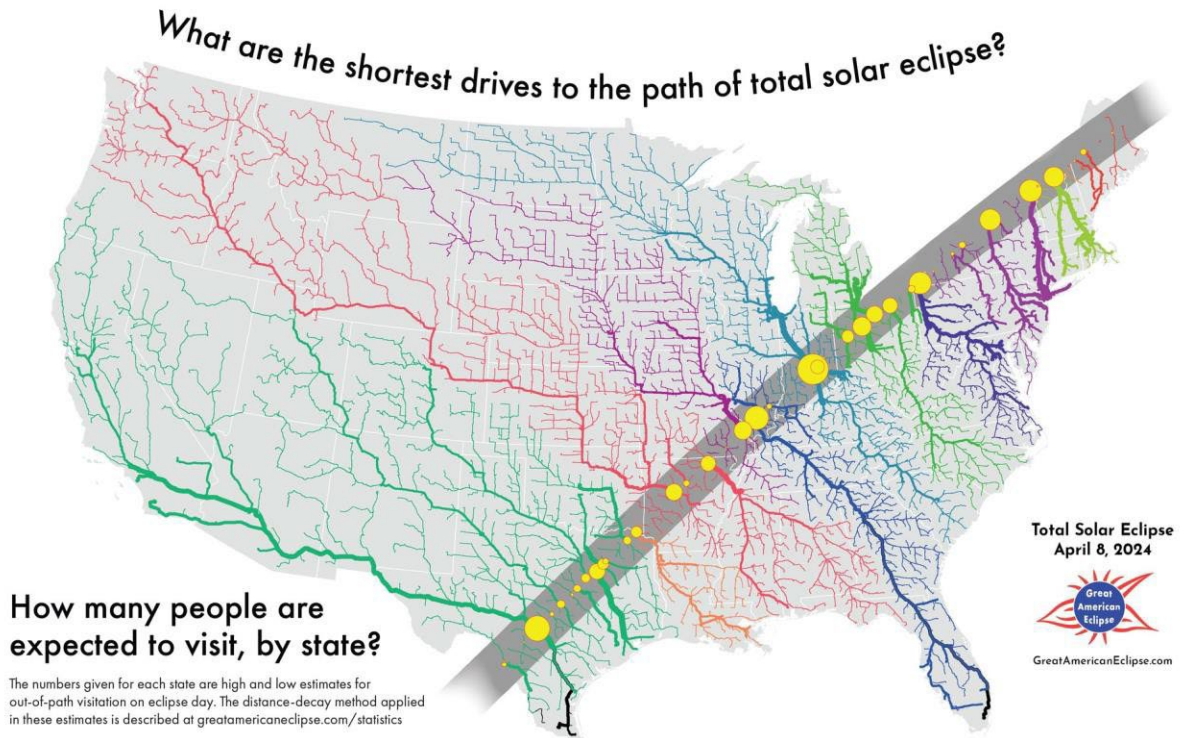 What are the shortest drives to the path of total solar eclipse?
How many people are
expected to visit, by state?
The numbers given for each state are high and low estimates for
out-of-path visitation on eclipse day. The distance-decay method applied
in these estimates is described at greatamericaneclipse.com/statistics
Total Solar Eclipse
April 8, 2024
Great
American
Eclipse
GreatAmericanEclipse.com